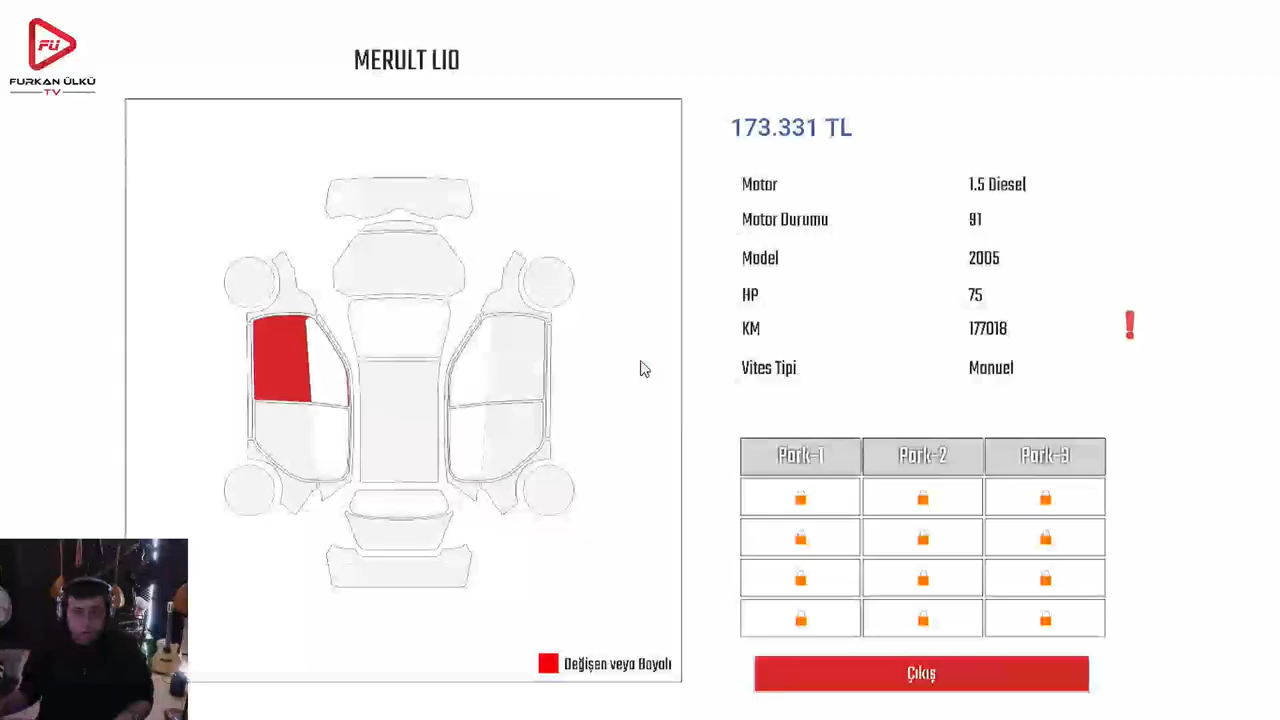 FU
FURKAN ÜLKÜ
TV
MERULT LIO
173.331 TL
Motor 1.5 Diesel
Motor Durumu 91
Model 2005
HP 75
KM 177018
Vites Tipi Manuel
Park-1 Park-2 Park-3
Değişen veya Boyalı
Çıkış